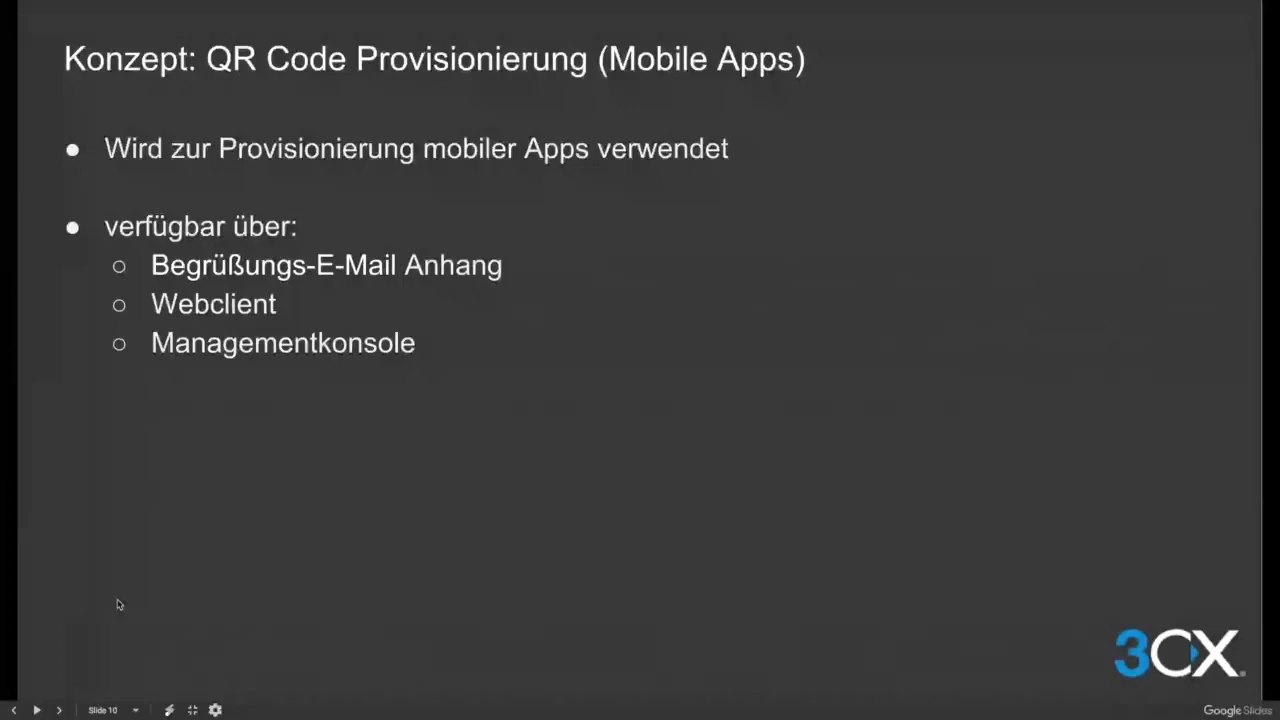 Konzept: QR Code Provisionierung (Mobile Apps)
● Wird zur Provisionierung mobiler Apps verwendet
● verfügbar über:
○ Begrüßungs-E-Mail Anhang
○ Webclient
○ Managementkonsole
3CX
Slide 10
Google Slides